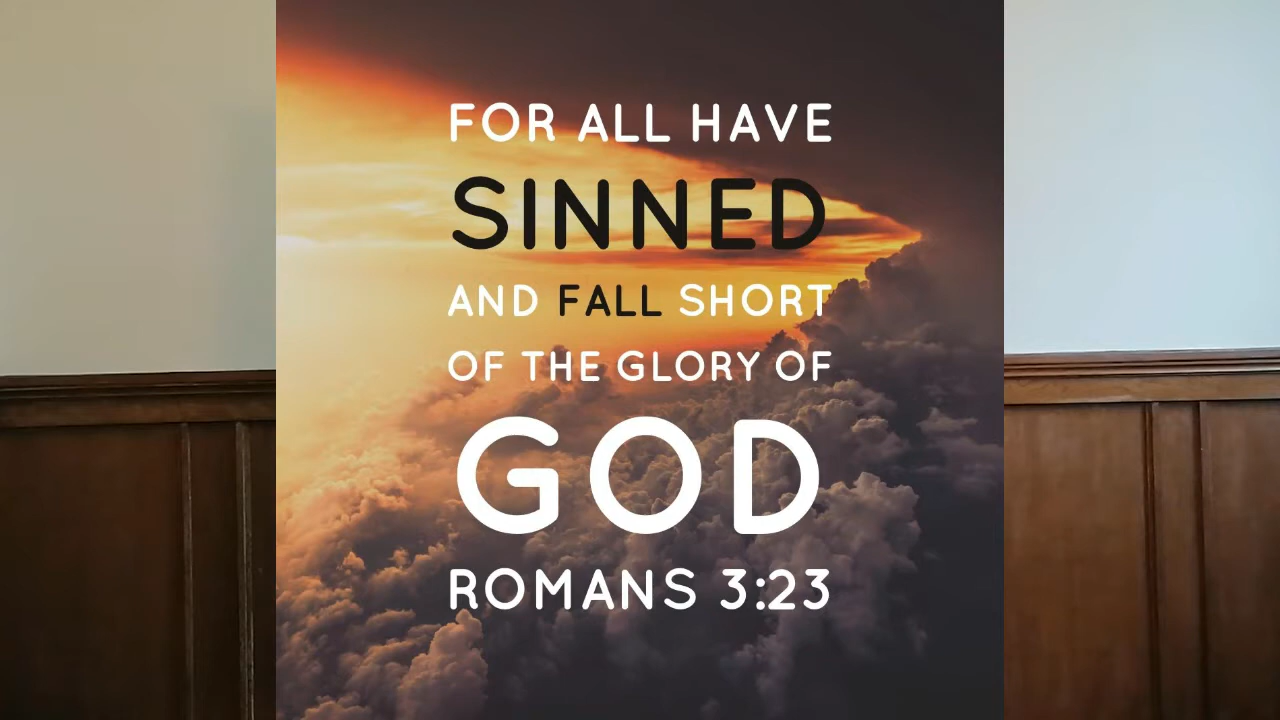 FOR ALL HAVE
SINNED
AND FALL SHORT
OF THE GLORY OF
GOD
ROMANS 3:23